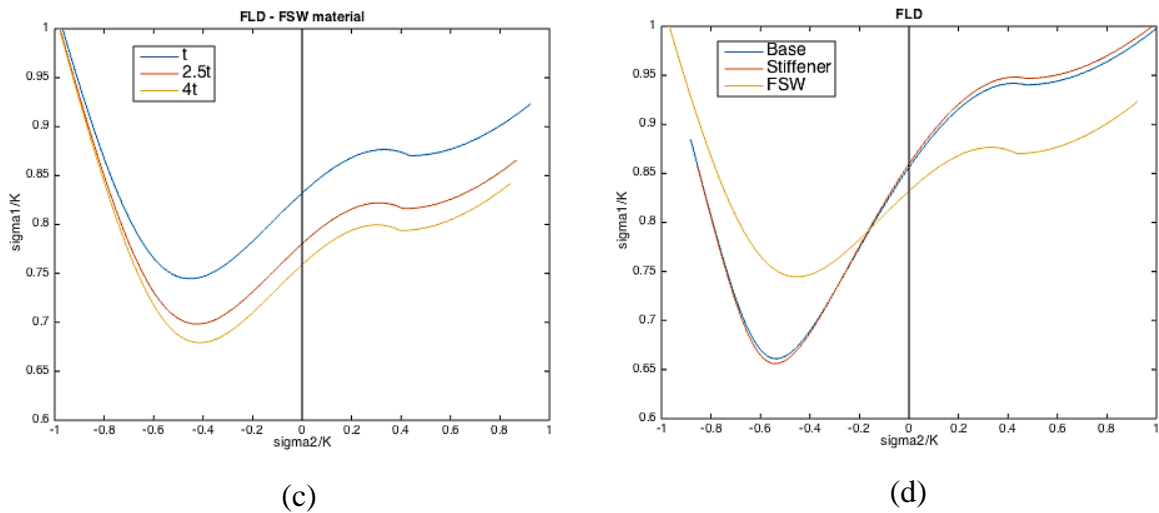 FLD - FSW material
1
0.95
0.9
0.85
0.8
0.75
0.7
0.65
0.6
sigma1/K
t
2.5t
4t
-1 -0.8 -0.6 -0.4 -0.2 0 0.2 0.4 0.6 0.8 1
sigma2/K
(c)
FLD
1
0.95
0.9
0.85
0.8
0.75
0.7
0.65
0.6
sigma1/K
Base
Stiffener
FSW
-1 -0.8 -0.6 -0.4 -0.2 0 0.2 0.4 0.6 0.8 1
sigma2/K
(d)